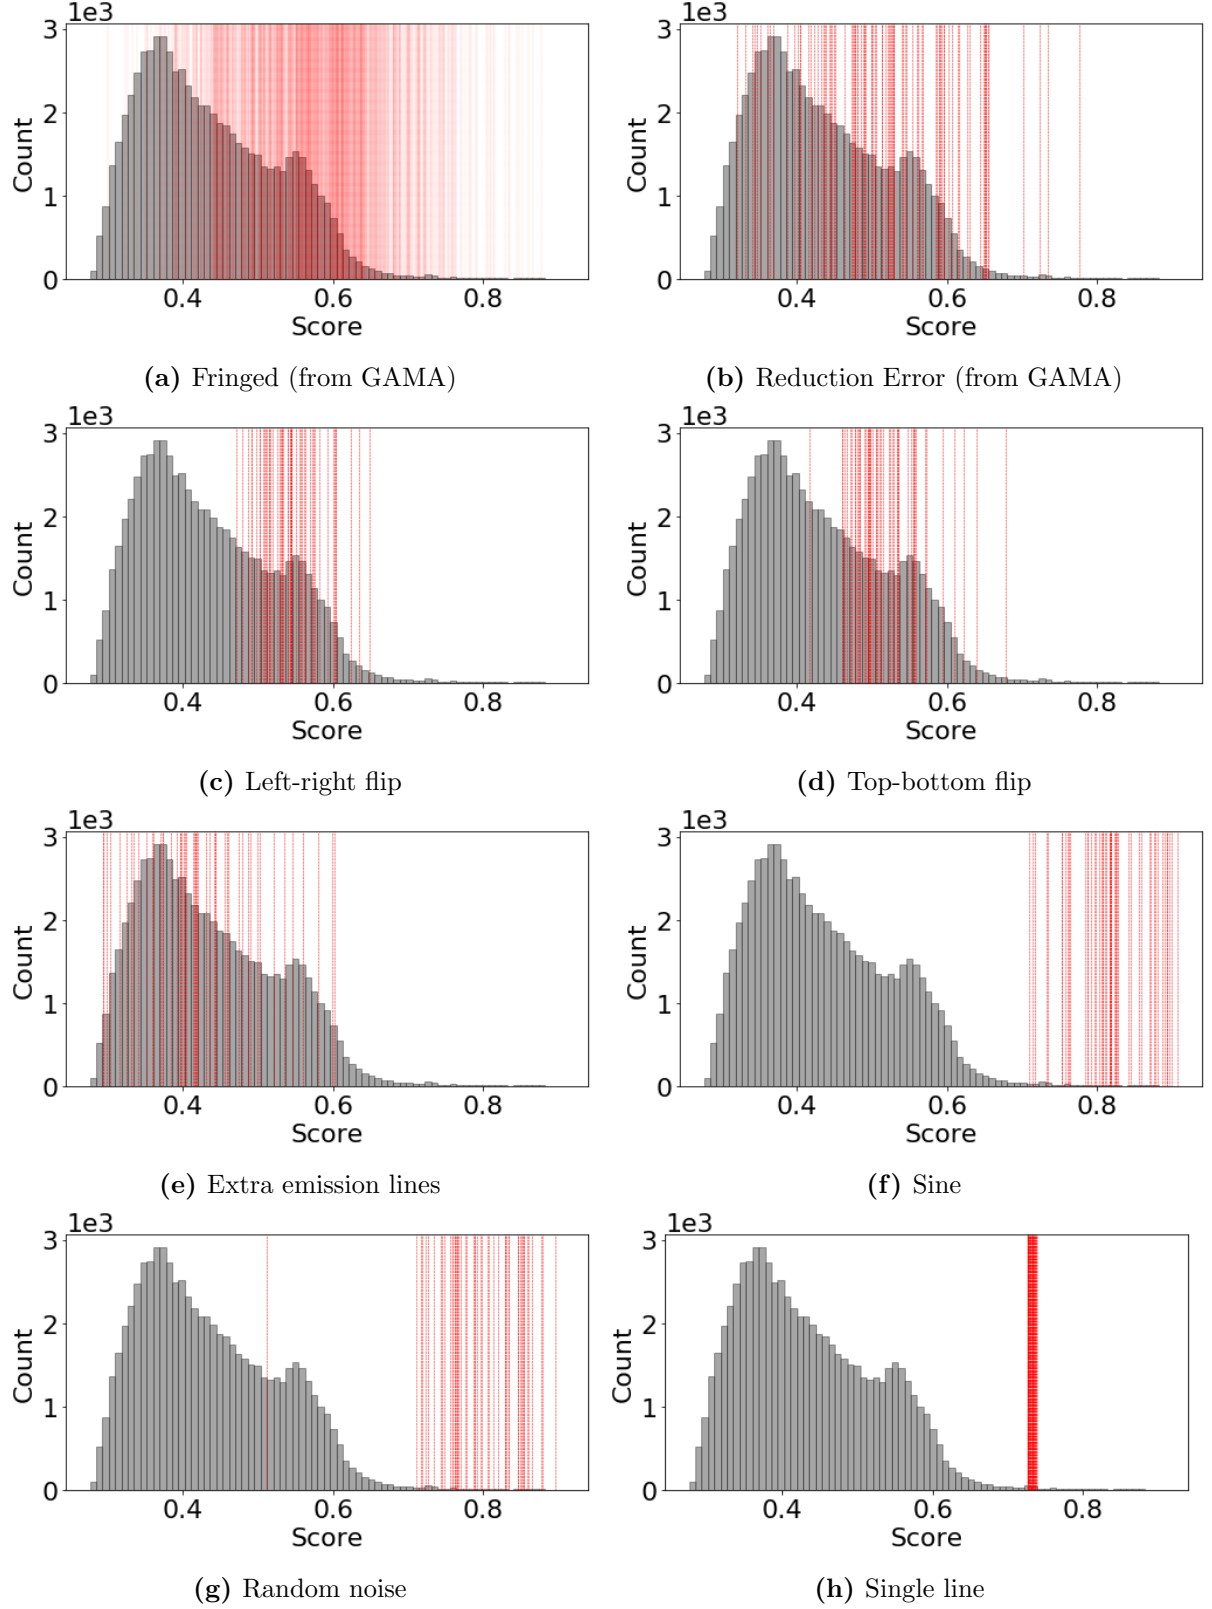 1e3
3
2
1
0
Count
0.4 0.6 0.8
Score
(a) Fringed (from GAMA)
1e3
3
2
1
0
Count
0.4 0.6 0.8
Score
(b) Reduction Error (from GAMA)
1e3
3
2
1
0
Count
0.4 0.6 0.8
Score
(c) Left-right flip
1e3
3
2
1
0
Count
0.4 0.6 0.8
Score
(d) Top-bottom flip
1e3
3
2
1
0
Count
0.4 0.6 0.8
Score
(e) Extra emission lines
1e3
3
2
1
0
Count
0.4 0.6 0.8
Score
(f) Sine
1e3
3
2
1
0
Count
0.4 0.6 0.8
Score
(g) Random noise
1e3
3
2
1
0
Count
0.4 0.6 0.8
Score
(h) Single line